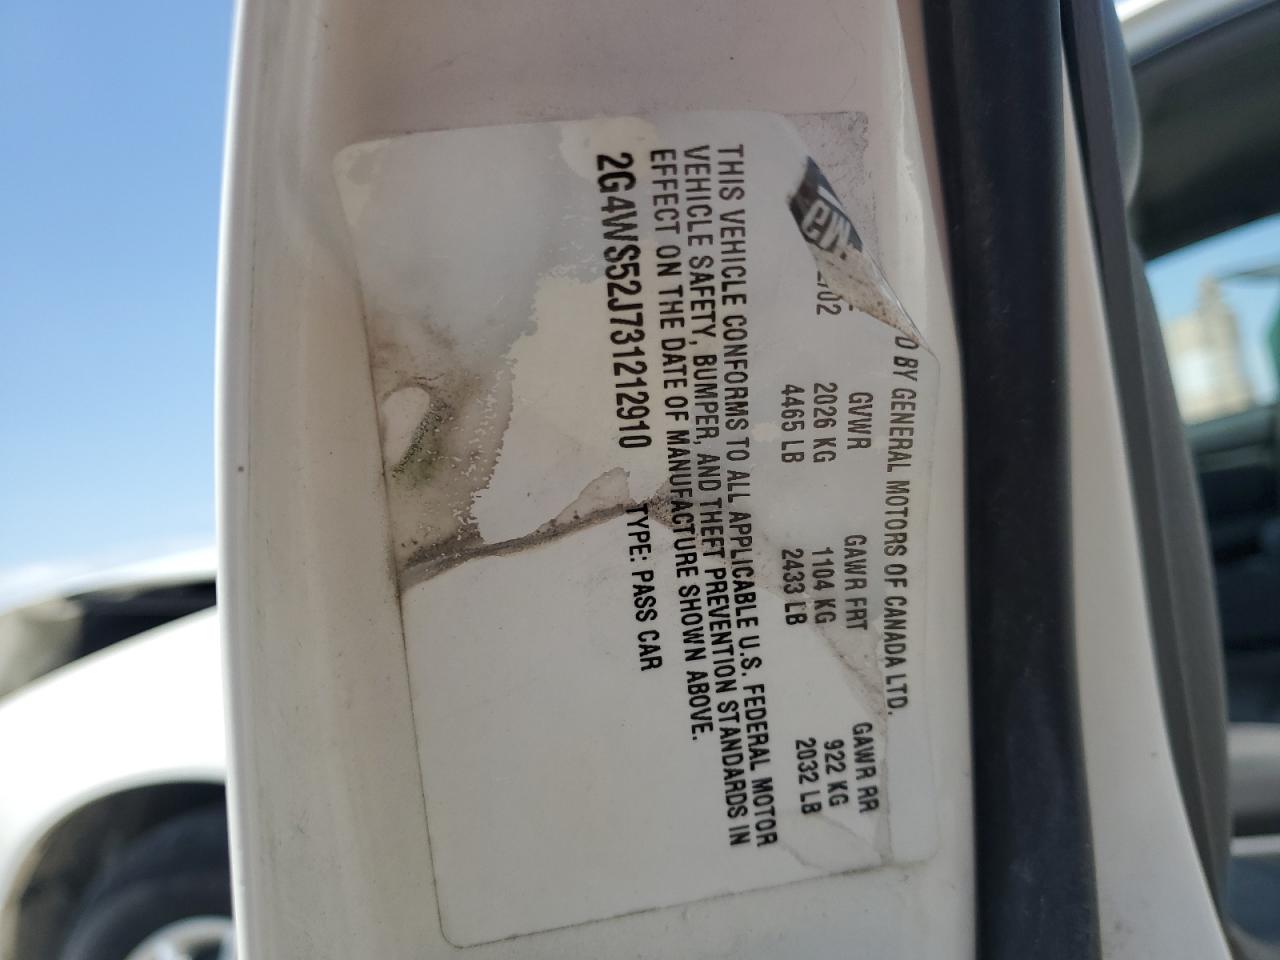 D BY GENERAL MOTORS OF CANADA LTD.
GVWR GAWR FRT GAWR RR
2026 KG 1104 KG 922 KG
4465 LB 2433 LB 2032 LB
THIS VEHICLE CONFORMS TO ALL APPLICABLE U.S. FEDERAL MOTOR
VEHICLE SAFETY, BUMPER, AND THEFT PREVENTION STANDARDS IN
EFFECT ON THE DATE OF MANUFACTURE SHOWN ABOVE.
2G4WS52J731212910 TYPE: PASS CAR